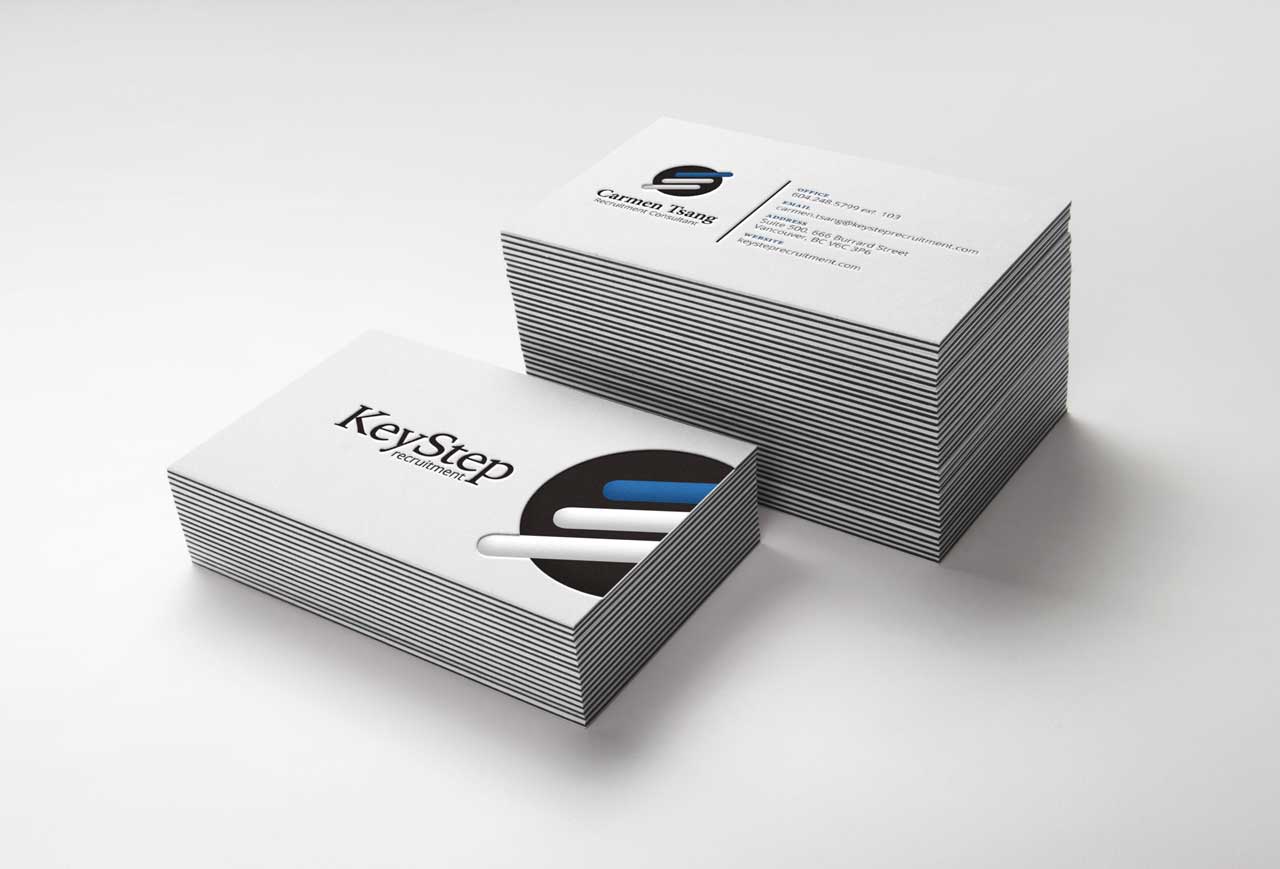 Carmen Tsang
Recruitment Consultant
OFFICE
604.248.5799 ext. 103
EMAIL
carmen.tsang@keysteprecruitment.com
ADDRESS
Suite 500, 666 Burrard Street
Vancouver, BC V6C 3P6
WEBSITE
keysteprecruitment.com
KeyStep
recruitment